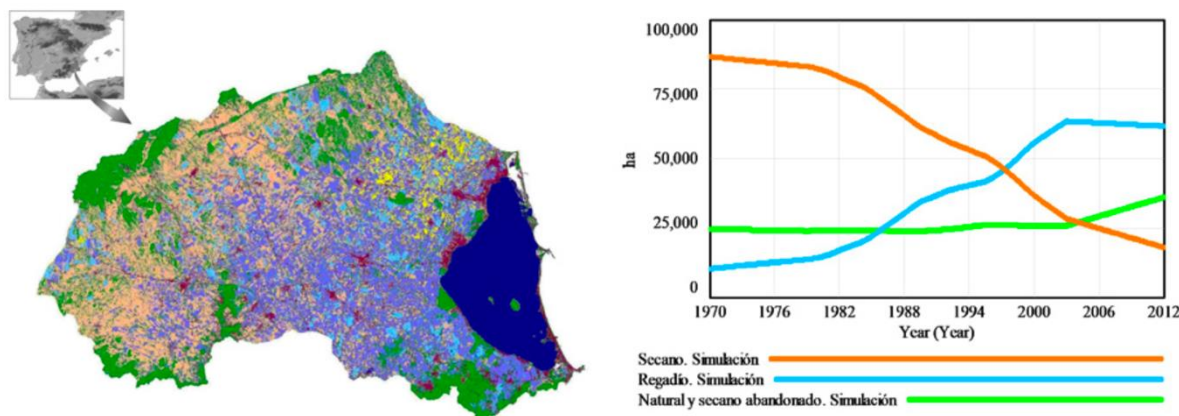 100,000
75,000
50,000
25,000
0
ha
1970 1976 1982 1988 1994 2000 2006 2012
Year (Year)
Secano. Simulación
Regadío. Simulación
Natural y secano abandonado. Simulación